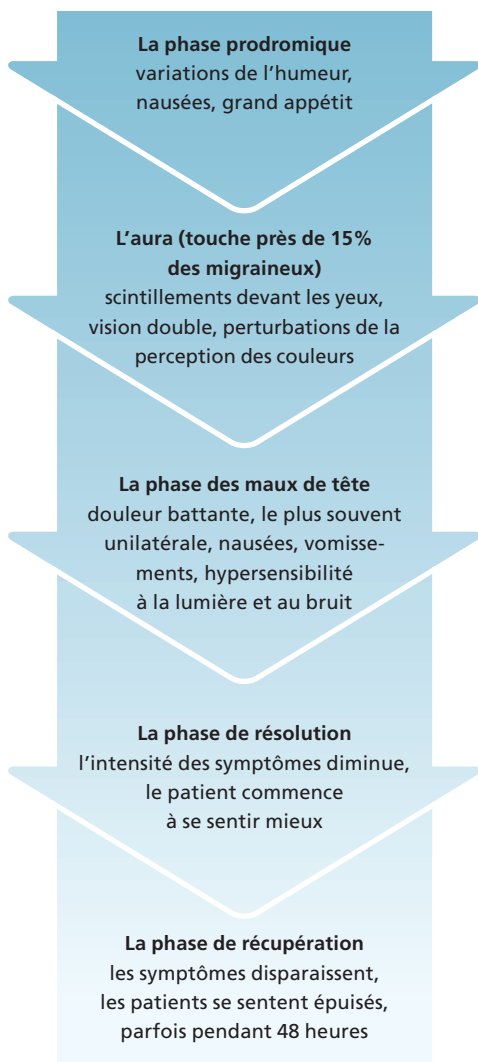 La phase prodromique
variations de l’humeur,
nausées, grand appétit
L’aura (touche près de 15%
des migraineux)
scintillements devant les yeux,
vision double, perturbations de la
perception des couleurs
La phase des maux de tête
douleur battante, le plus souvent
unilatérale, nausées, vomisse-
ments, hypersensibilité
à la lumière et au bruit
La phase de résolution
l’intensité des symptômes diminue,
le patient commence
à se sentir mieux
La phase de récupération
les symptômes disparaissent,
les patients se sentent épuisés,
parfois pendant 48 heures